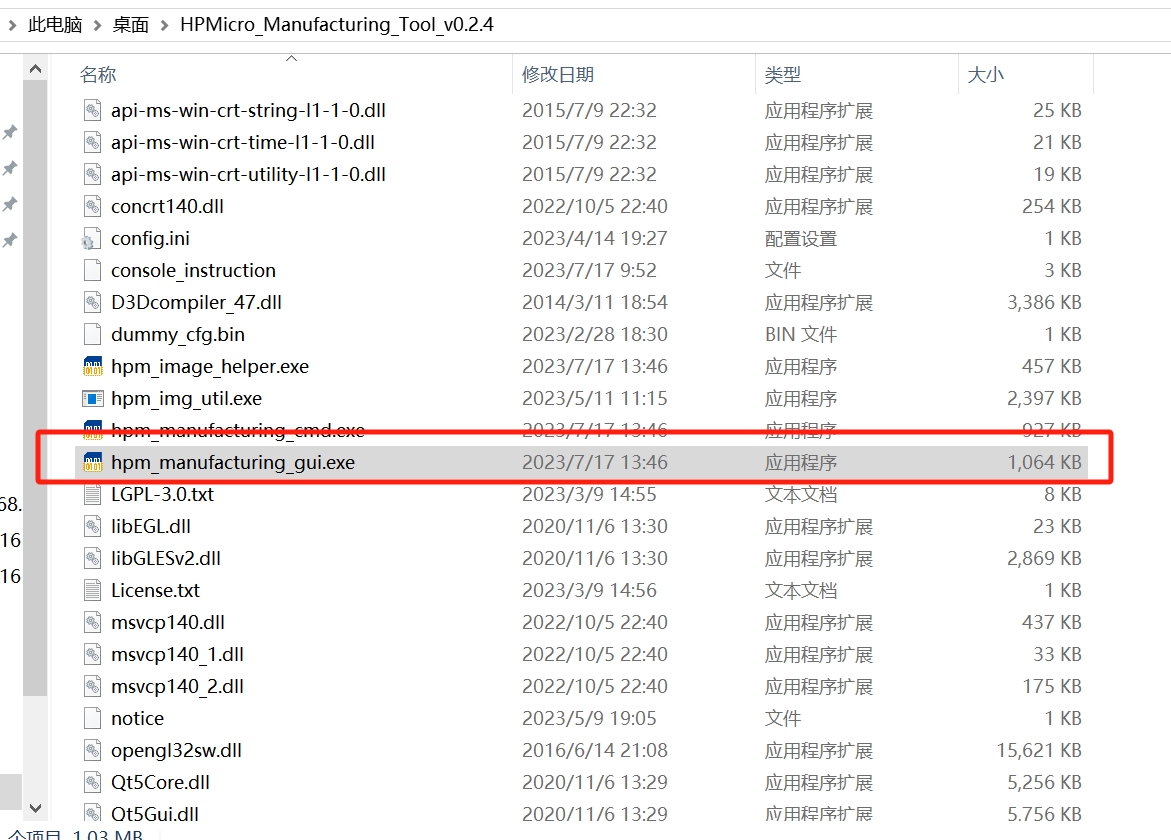 此电脑 > 桌面 > HPMicro_Manufacturing_Tool_v0.2.4
名称 修改日期 类型 大小
api-ms-win-crt-string-l1-1-0.dll 2015/7/9 22:32 应用程序扩展 25 KB
api-ms-win-crt-time-l1-1-0.dll 2015/7/9 22:32 应用程序扩展 21 KB
api-ms-win-crt-utility-l1-1-0.dll 2015/7/9 22:32 应用程序扩展 19 KB
concrt140.dll 2022/10/5 22:40 应用程序扩展 254 KB
config.ini 2023/4/14 19:27 配置设置 1 KB
console_instruction 2023/7/17 9:52 文件 3 KB
D3Dcompiler_47.dll 2014/3/11 18:54 应用程序扩展 3,386 KB
dummy_cfg.bin 2023/2/28 18:30 BIN 文件 1 KB
hpm_image_helper.exe 2023/7/17 13:46 应用程序 457 KB
hpm_img_util.exe 2023/5/11 11:15 应用程序 2,397 KB
hpm_manufacturing_cmd.exe 2023/7/17 13:46 应用程序 927 KB
hpm_manufacturing_gui.exe 2023/7/17 13:46 应用程序 1,064 KB
LGPL-3.0.txt 2023/3/9 14:55 文本文档 8 KB
68.
libEGL.dll 2020/11/6 13:30 应用程序扩展 23 KB
16
libGLESv2.dll 2020/11/6 13:30 应用程序扩展 2,869 KB
16
License.txt 2023/3/9 14:56 文本文档 1 KB
msvcp140.dll 2022/10/5 22:40 应用程序扩展 437 KB
msvcp140_1.dll 2022/10/5 22:40 应用程序扩展 33 KB
msvcp140_2.dll 2022/10/5 22:40 应用程序扩展 175 KB
notice 2023/5/9 19:05 文件 1 KB
opengl32sw.dll 2016/6/14 21:08 应用程序扩展 15,621 KB
Qt5Core.dll 2020/11/6 13:29 应用程序扩展 5,256 KB
Qt5Gui.dll 2020/11/6 13:29 应用程序扩展 5,756 KB
个项目 1.03 MB